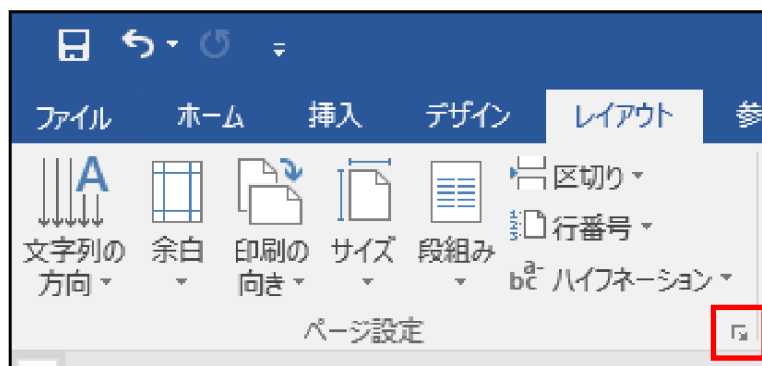 ファイル ホーム 挿入 デザイン レイアウト 参
文字列の方向 余白 印刷の向き サイズ 段組み
区切り
行番号
ハイフネーション
ページ設定